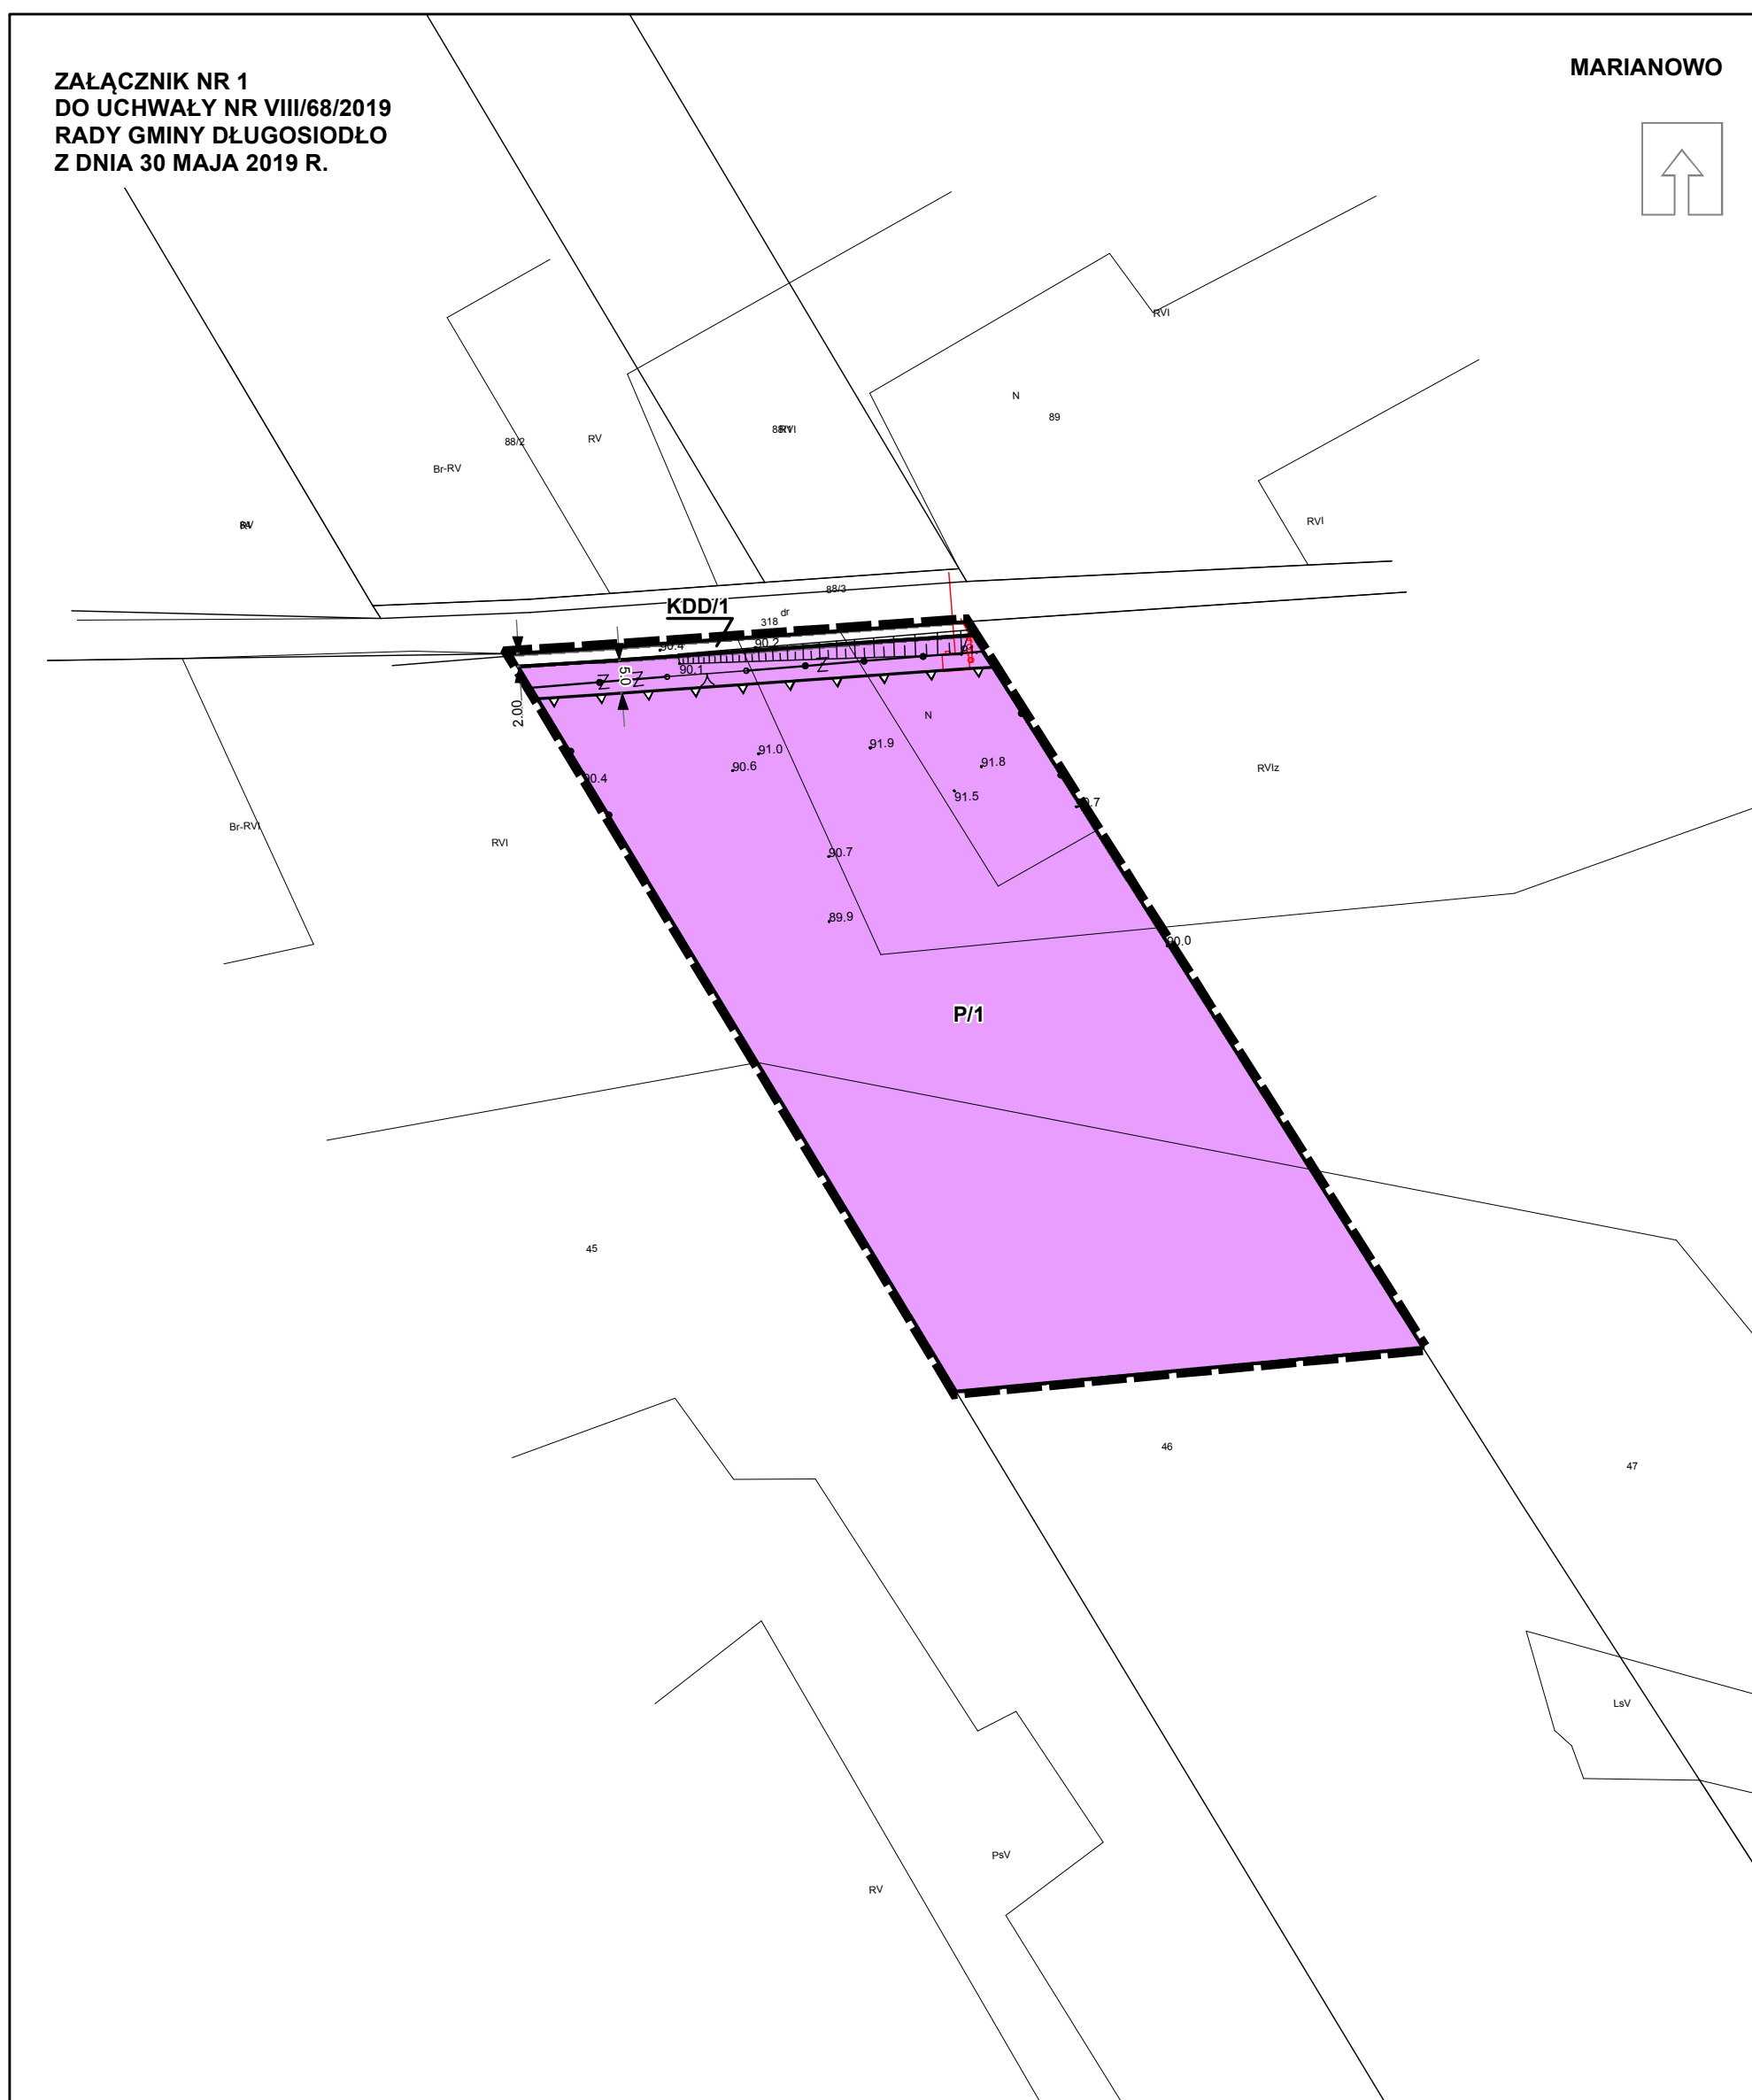 ZAŁĄCZNIK NR 1
DO UCHWAŁY NR VIII/68/2019
RADY GMINY DŁUGOSIODŁO
Z DNIA 30 MAJA 2019 R.
MARIANOWO
RVI
N
89
88/2
RV
RVI
Br-RV
RVI
88/3
KDD/1
dr
318
90.4
90.2
90.1
5.0
2.00
N
91.0
91.9
90.6
91.8
91.5
90.4
RVIz
Br-RVI
RVI
90.7
89.9
90.0
P/1
45
46
47
LsV
PsV
RV